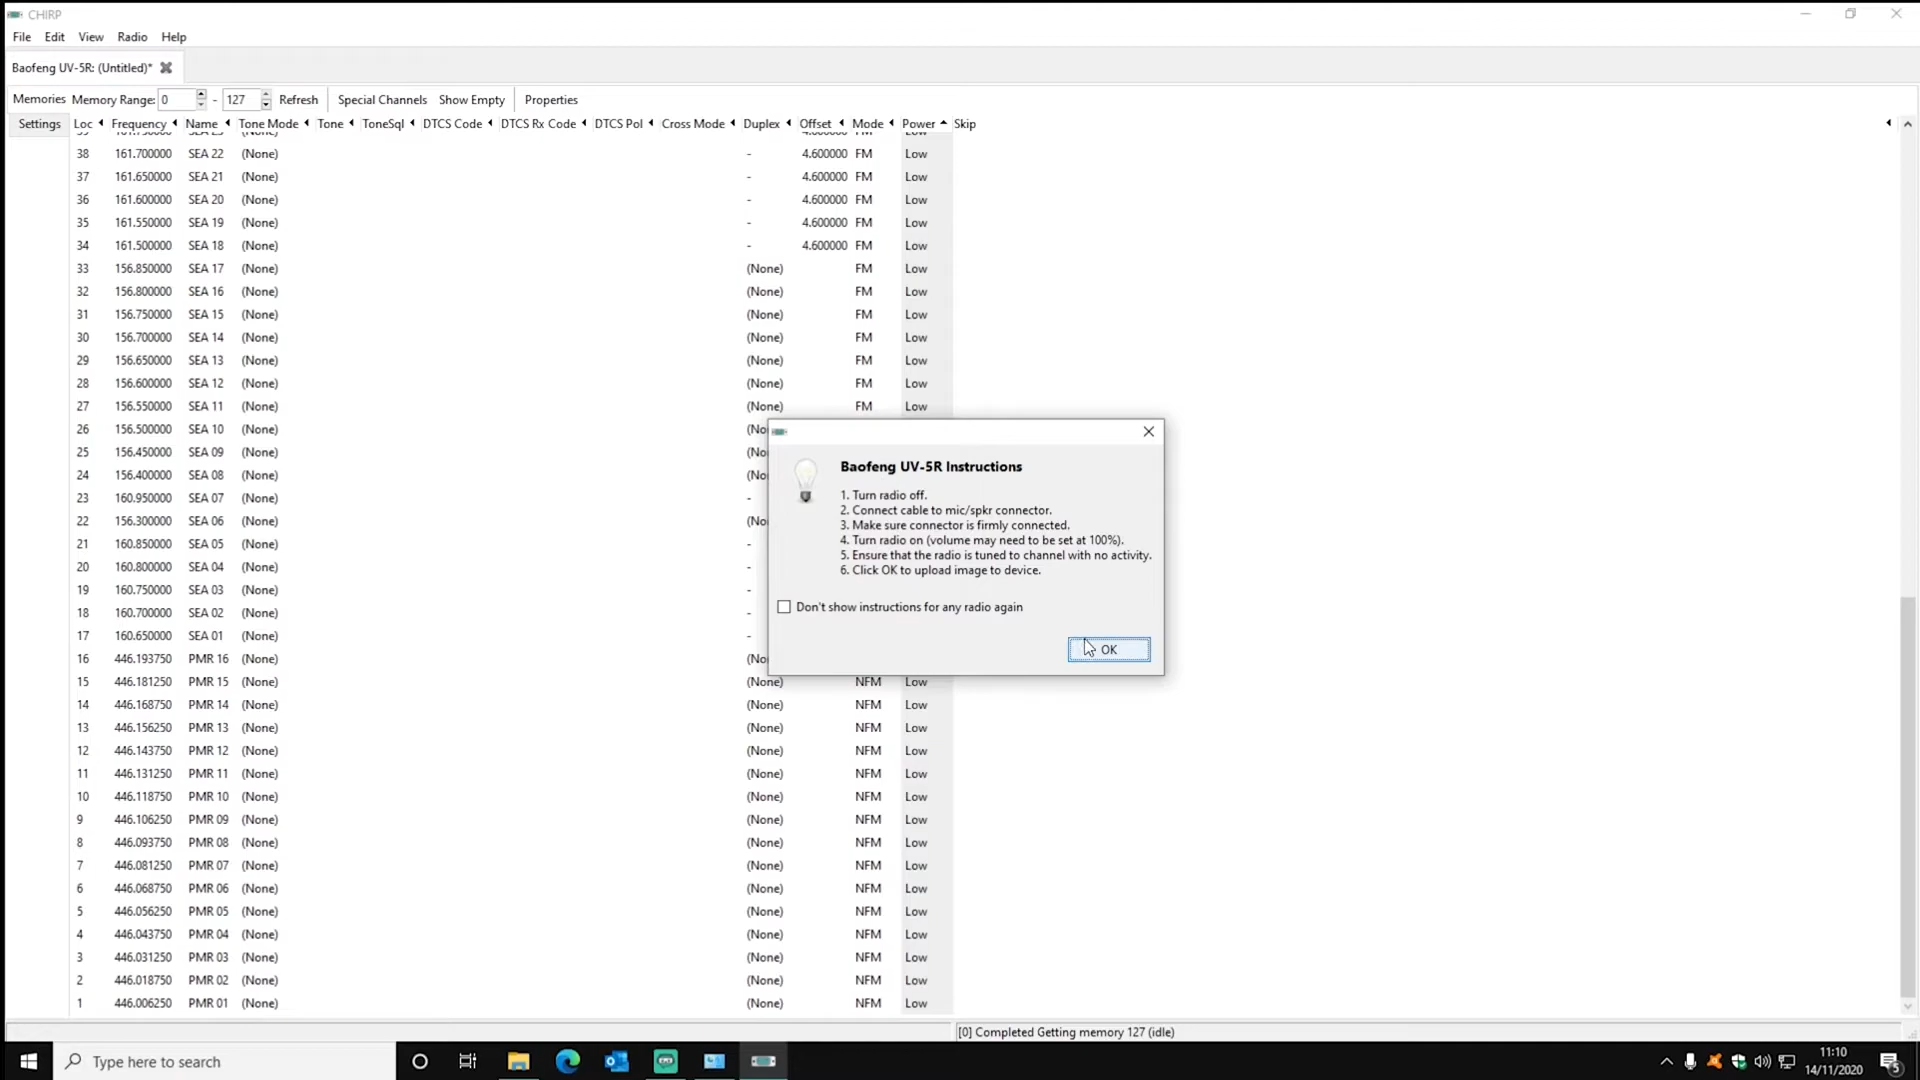 CHIRP
File Edit View Radio Help
Baofeng UV-5R: (Untitled)*
Memories Memory Range: 0 - 127 Refresh Special Channels Show Empty Properties
Settings Loc Frequency Name Tone Mode Tone ToneSql DTCS Code DTCS Rx Code DTCS Pol Cross Mode Duplex Offset Mode Power Skip
38 161.700000 SEA 22 (None) - 4.600000 FM Low
37 161.650000 SEA 21 (None) - 4.600000 FM Low
36 161.600000 SEA 20 (None) - 4.600000 FM Low
35 161.550000 SEA 19 (None) - 4.600000 FM Low
34 161.500000 SEA 18 (None) - 4.600000 FM Low
33 156.850000 SEA 17 (None) (None) FM Low
32 156.800000 SEA 16 (None) (None) FM Low
31 156.750000 SEA 15 (None) (None) FM Low
30 156.700000 SEA 14 (None) (None) FM Low
29 156.650000 SEA 13 (None) (None) FM Low
28 156.600000 SEA 12 (None) (None) FM Low
27 156.550000 SEA 11 (None) (None) FM Low
26 156.500000 SEA 10 (None) (No
25 156.450000 SEA 09 (None) (No
24 156.400000 SEA 08 (None) (No
23 160.950000 SEA 07 (None) -
22 156.300000 SEA 06 (None) (No
21 160.850000 SEA 05 (None) -
20 160.800000 SEA 04 (None) -
19 160.750000 SEA 03 (None) -
18 160.700000 SEA 02 (None) -
17 160.650000 SEA 01 (None) -
16 446.193750 PMR 16 (None) (No
15 446.181250 PMR 15 (None) (None) NFM Low
14 446.168750 PMR 14 (None) (None) NFM Low
13 446.156250 PMR 13 (None) (None) NFM Low
12 446.143750 PMR 12 (None) (None) NFM Low
11 446.131250 PMR 11 (None) (None) NFM Low
10 446.118750 PMR 10 (None) (None) NFM Low
9 446.106250 PMR 09 (None) (None) NFM Low
8 446.093750 PMR 08 (None) (None) NFM Low
7 446.081250 PMR 07 (None) (None) NFM Low
6 446.068750 PMR 06 (None) (None) NFM Low
5 446.056250 PMR 05 (None) (None) NFM Low
4 446.043750 PMR 04 (None) (None) NFM Low
3 446.031250 PMR 03 (None) (None) NFM Low
2 446.018750 PMR 02 (None) (None) NFM Low
1 446.006250 PMR 01 (None) (None) NFM Low
Baofeng UV-5R Instructions
1. Turn radio off.
2. Connect cable to mic/spkr connector.
3. Make sure connector is firmly connected.
4. Turn radio on (volume may need to be set at 100%).
5. Ensure that the radio is tuned to channel with no activity.
6. Click OK to upload image to device.
Don't show instructions for any radio again
OK
[0] Completed Getting memory 127 (idle)
Type here to search
11:10
14/11/2020
5